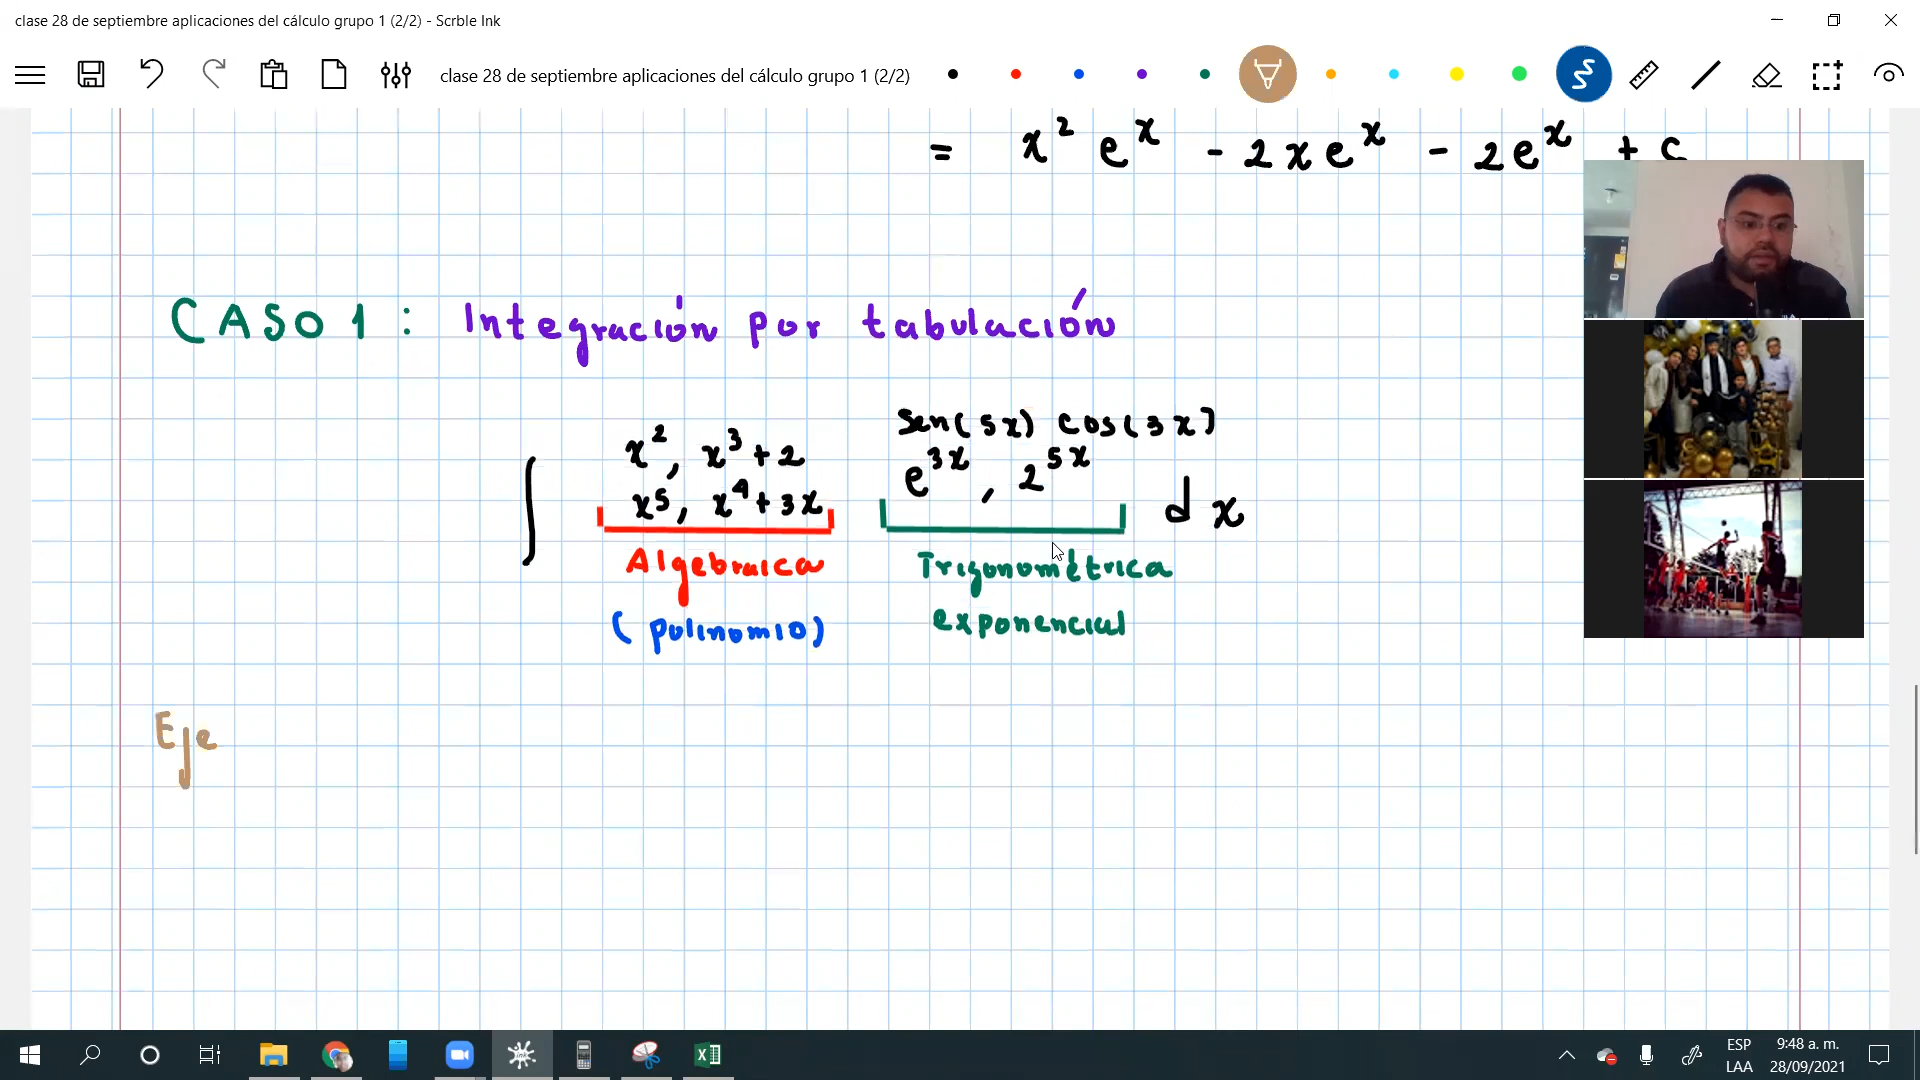 clase 28 de septiembre aplicaciones del cálculo grupo 1 (2/2) - Scrble Ink
clase 28 de septiembre aplicaciones del cálculo grupo 1 (2/2)
= x² eˣ - 2xeˣ - 2eˣ + c
CASO 1 : Integración por tabulación
sen(5x) cos(3x)
x², x³+2 e³ˣ, 2⁵ˣ
∫ x⁵, x⁴+3x dx
Algebraica Trigonométrica
(polinomio) exponencial
Eje
ESP 9:48 a. m.
LAA 28/09/2021